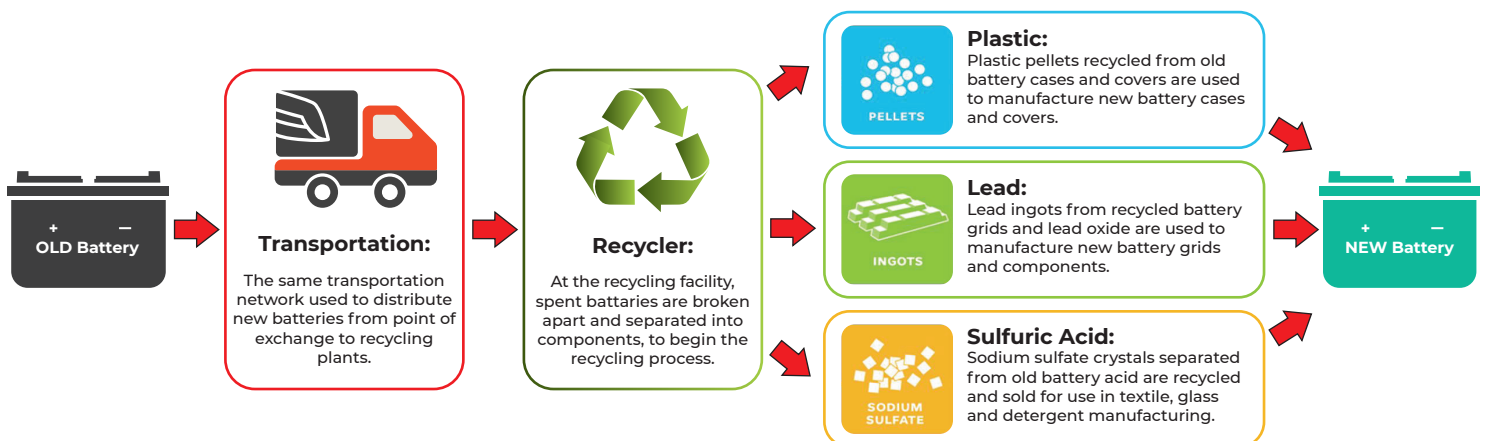 + −
OLD Battery
Transportation:
The same transportation
network used to distribute
new batteries from point of
exchange to recycling
plants.
Recycler:
At the recycling facility,
spent battaries are broken
apart and separated into
components, to begin the
recycling process.
PELLETS
Plastic:
Plastic pellets recycled from old
battery cases and covers are used
to manufacture new battery cases
and covers.
INGOTS
Lead:
Lead ingots from recycled battery
grids and lead oxide are used to
manufacture new battery grids
and components.
SODIUM
SULFATE
Sulfuric Acid:
Sodium sulfate crystals separated
from old battery acid are recycled
and sold for use in textile, glass
and detergent manufacturing.
+ −
NEW Battery